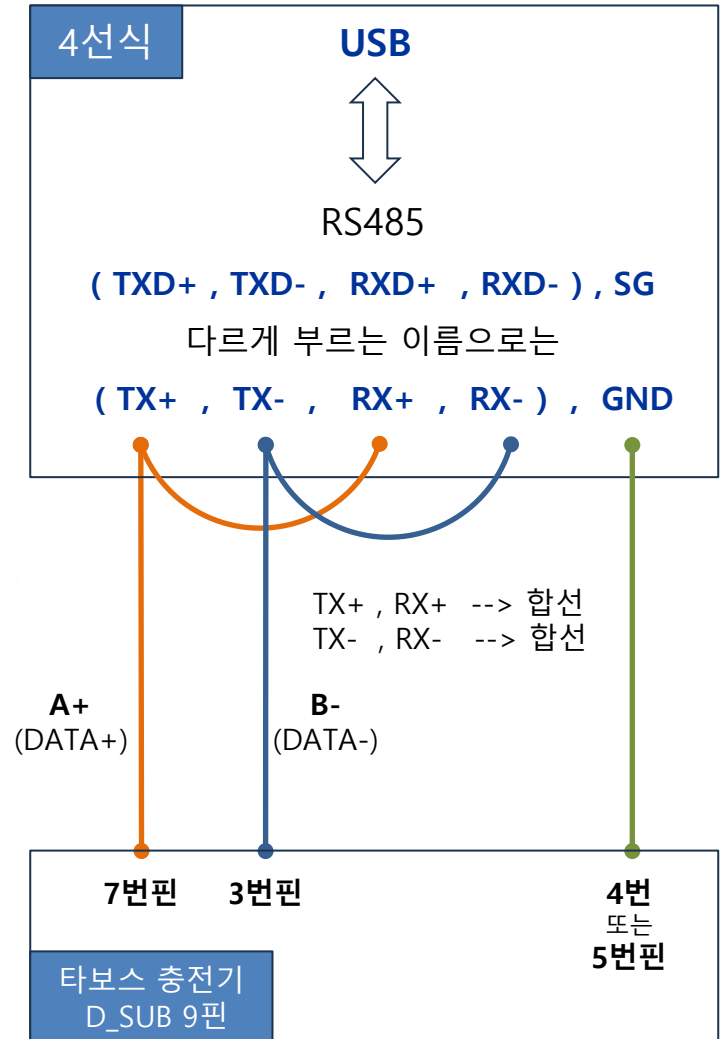 4선식
USB
RS485
( TXD+ , TXD- , RXD+ , RXD- ) , SG
다르게 부르는 이름으로는
( TX+ , TX- , RX+ , RX- ) , GND
TX+ , RX+ --> 합선
TX- , RX- --> 합선
A+
(DATA+)
B-
(DATA-)
7번핀 3번핀
4번
또는
5번핀
타보스 충전기
D_SUB 9핀